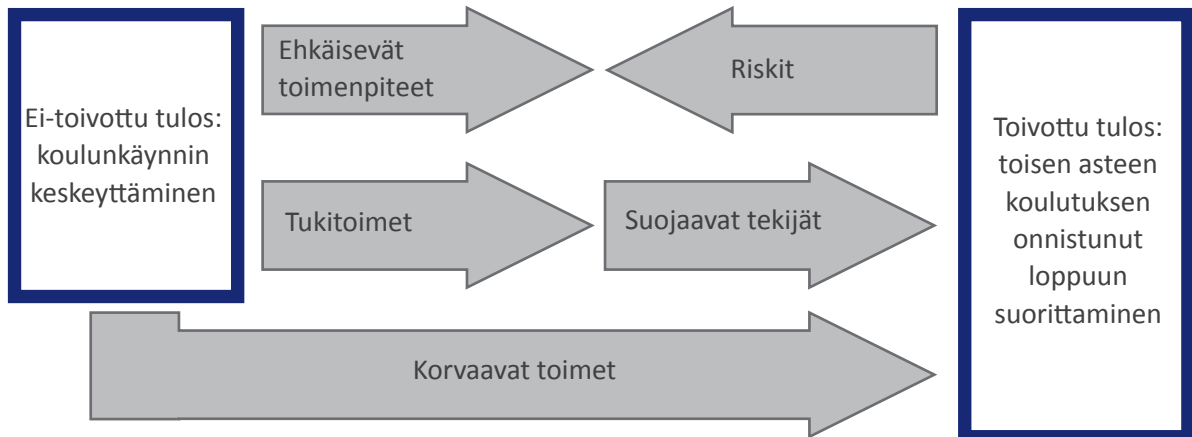 Ei-toivottu tulos:
koulunkäynnin
keskeyttäminen
Ehkäisevät
toimenpiteet
Riskit
Tukitoimet
Suojaavat tekijät
Korvaavat toimet
Toivottu tulos:
toisen asteen
koulutuksen
onnistunut
loppuun
suorittaminen